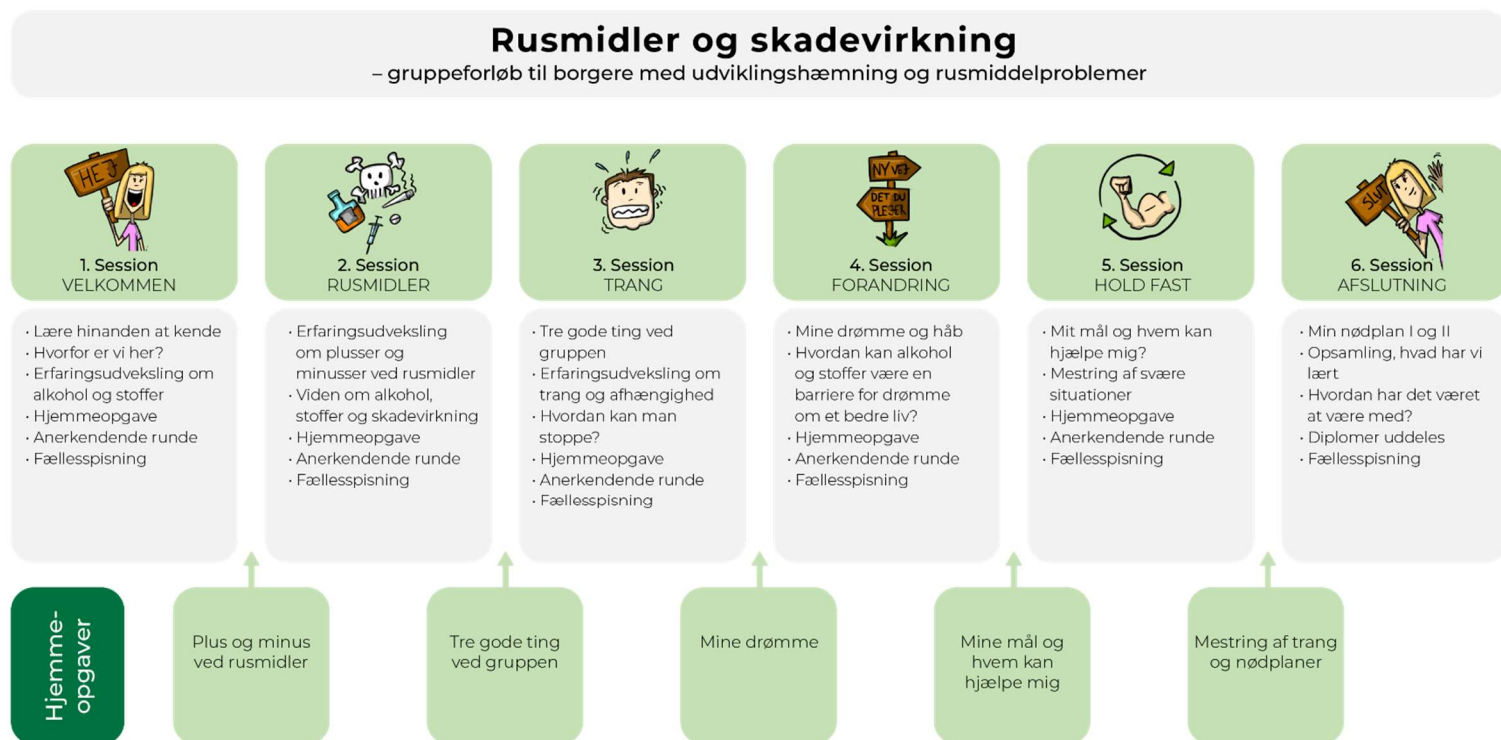 Rusmidler og skadevirkning
– gruppeforløb til borgere med udviklingshæmning og rusmiddelproblemer
HEJ
1. Session
VELKOMMEN
· Lære hinanden at kende
· Hvorfor er vi her?
· Erfaringsudveksling om
alkohol og stoffer
· Hjemmeopgave
· Anerkendende runde
· Fællesspisning
2. Session
RUSMIDLER
· Erfaringsudveksling
om plusser og
minusser ved rusmidler
· Viden om alkohol,
stoffer og skadevirkning
· Hjemmeopgave
· Anerkendende runde
· Fællesspisning
3. Session
TRANG
· Tre gode ting ved
gruppen
· Erfaringsudveksling om
trang og afhængighed
· Hvordan kan man
stoppe?
· Hjemmeopgave
· Anerkendende runde
· Fællesspisning
NY VEJ
DET DU
PLEJER
4. Session
FORANDRING
· Mine drømme og håb
· Hvordan kan alkohol
og stoffer være en
barriere for drømme
om et bedre liv?
· Hjemmeopgave
· Anerkendende runde
· Fællesspisning
5. Session
HOLD FAST
· Mit mål og hvem kan
hjælpe mig?
· Mestring af svære
situationer
· Hjemmeopgave
· Anerkendende runde
· Fællesspisning
SLUT
6. Session
AFSLUTNING
· Min nødplan I og II
· Opsamling, hvad har vi
lært
· Hvordan har det været
at være med?
· Diplomer uddeles
· Fællesspisning
Hjemme-
opgaver
Plus og minus
ved rusmidler
Tre gode ting
ved gruppen
Mine drømme
Mine mål og
hvem kan
hjælpe mig
Mestring af trang
og nødplaner